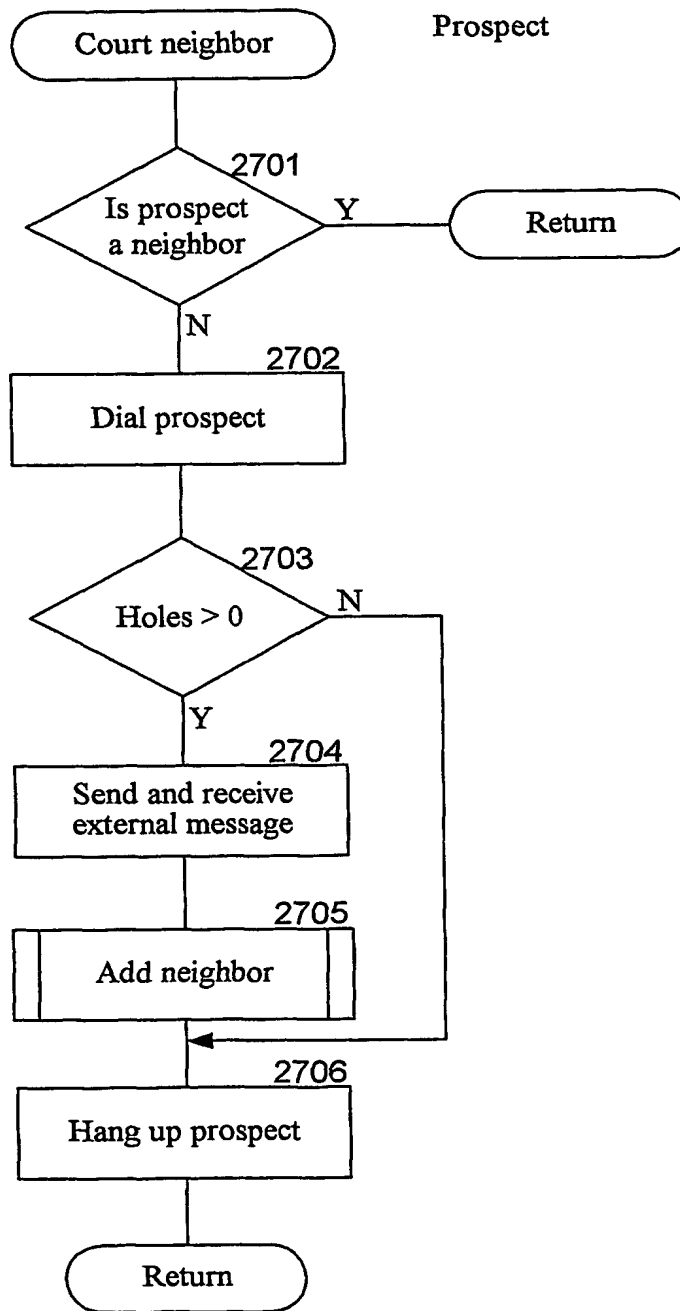 Court neighbor
Prospect
2701
Is prospect
a neighbor
Y
Return
N
2702
Dial prospect
2703
Holes > 0
N
Y
2704
Send and receive
external message
2705
Add neighbor
2706
Hang up prospect
Return